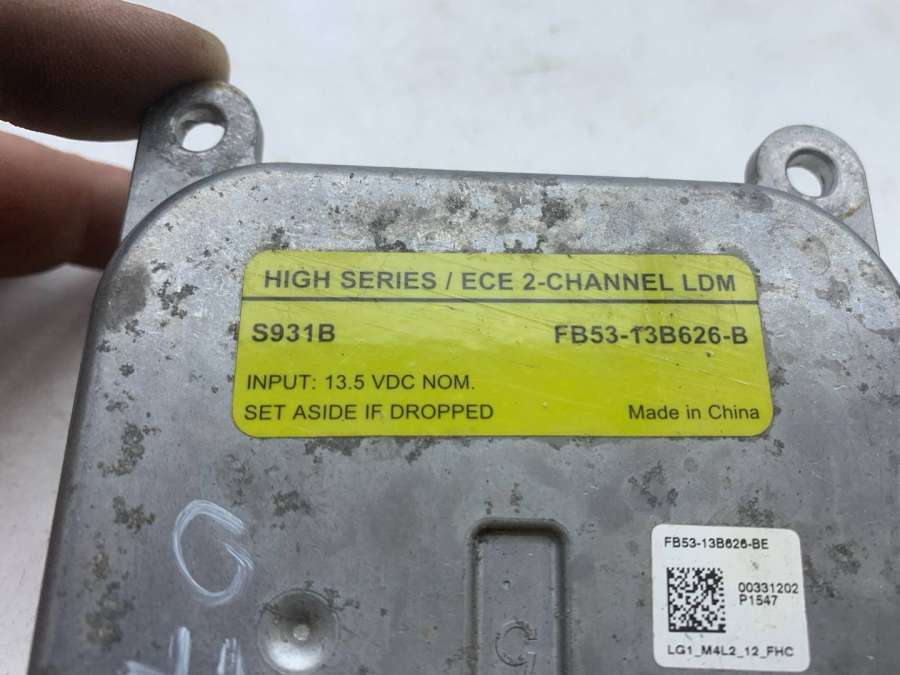 HIGH SERIES / ECE 2-CHANNEL LDM
S931B FB53-13B626-B
INPUT: 13.5 VDC NOM.
SET ASIDE IF DROPPED Made in China
FB53-13B626-BE
00331202
P1547
LG1_M4L2_12_FHC